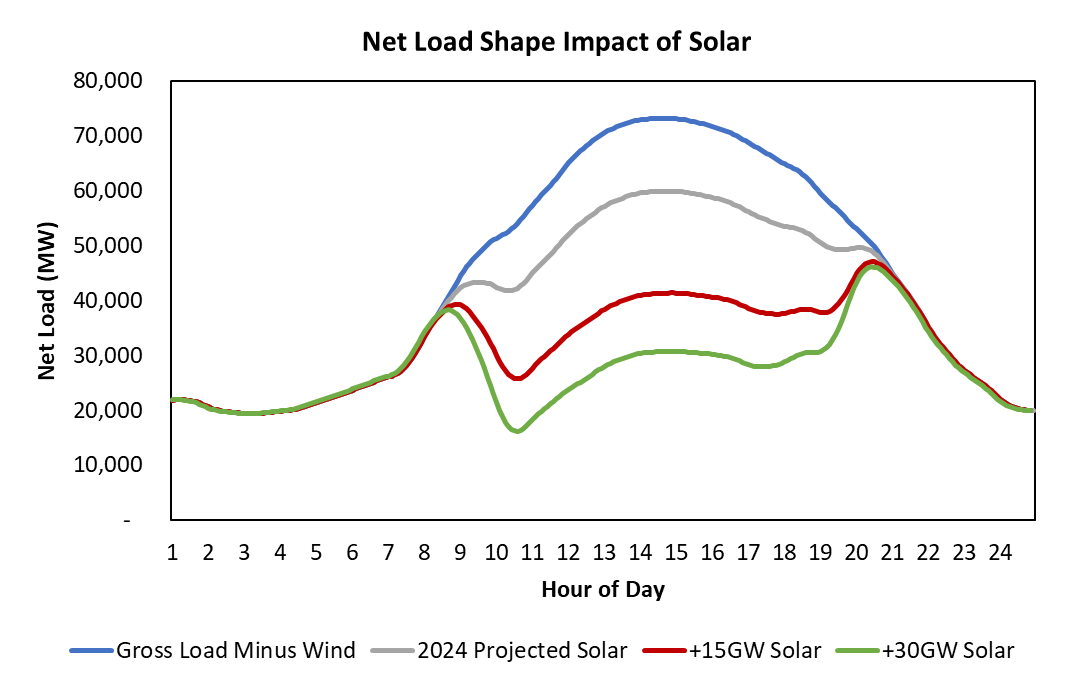 Net Load Shape Impact of Solar
80,000
70,000
60,000
50,000
40,000
30,000
20,000
10,000
-
Net Load (MW)
1 2 3 4 5 6 7 8 9 10 11 12 13 14 15 16 17 18 19 20 21 22 23 24
Hour of Day
Gross Load Minus Wind 2024 Projected Solar +15GW Solar +30GW Solar